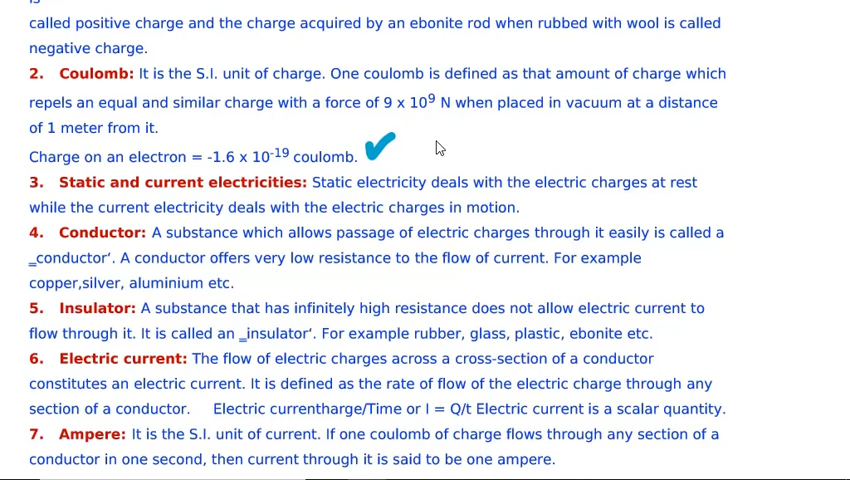 is
called positive charge and the charge acquired by an ebonite rod when rubbed with wool is called
negative charge.
2. Coulomb: It is the S.I. unit of charge. One coulomb is defined as that amount of charge which
repels an equal and similar charge with a force of 9 x 10⁹ N when placed in vacuum at a distance
of 1 meter from it.
Charge on an electron = -1.6 x 10⁻¹⁹ coulomb.
3. Static and current electricities: Static electricity deals with the electric charges at rest
while the current electricity deals with the electric charges in motion.
4. Conductor: A substance which allows passage of electric charges through it easily is called a
‗conductor‘. A conductor offers very low resistance to the flow of current. For example
copper,silver, aluminium etc.
5. Insulator: A substance that has infinitely high resistance does not allow electric current to
flow through it. It is called an ‗insulator‘. For example rubber, glass, plastic, ebonite etc.
6. Electric current: The flow of electric charges across a cross-section of a conductor
constitutes an electric current. It is defined as the rate of flow of the electric charge through any
section of a conductor. Electric currentharge/Time or I = Q/t Electric current is a scalar quantity.
7. Ampere: It is the S.I. unit of current. If one coulomb of charge flows through any section of a
conductor in one second, then current through it is said to be one ampere.